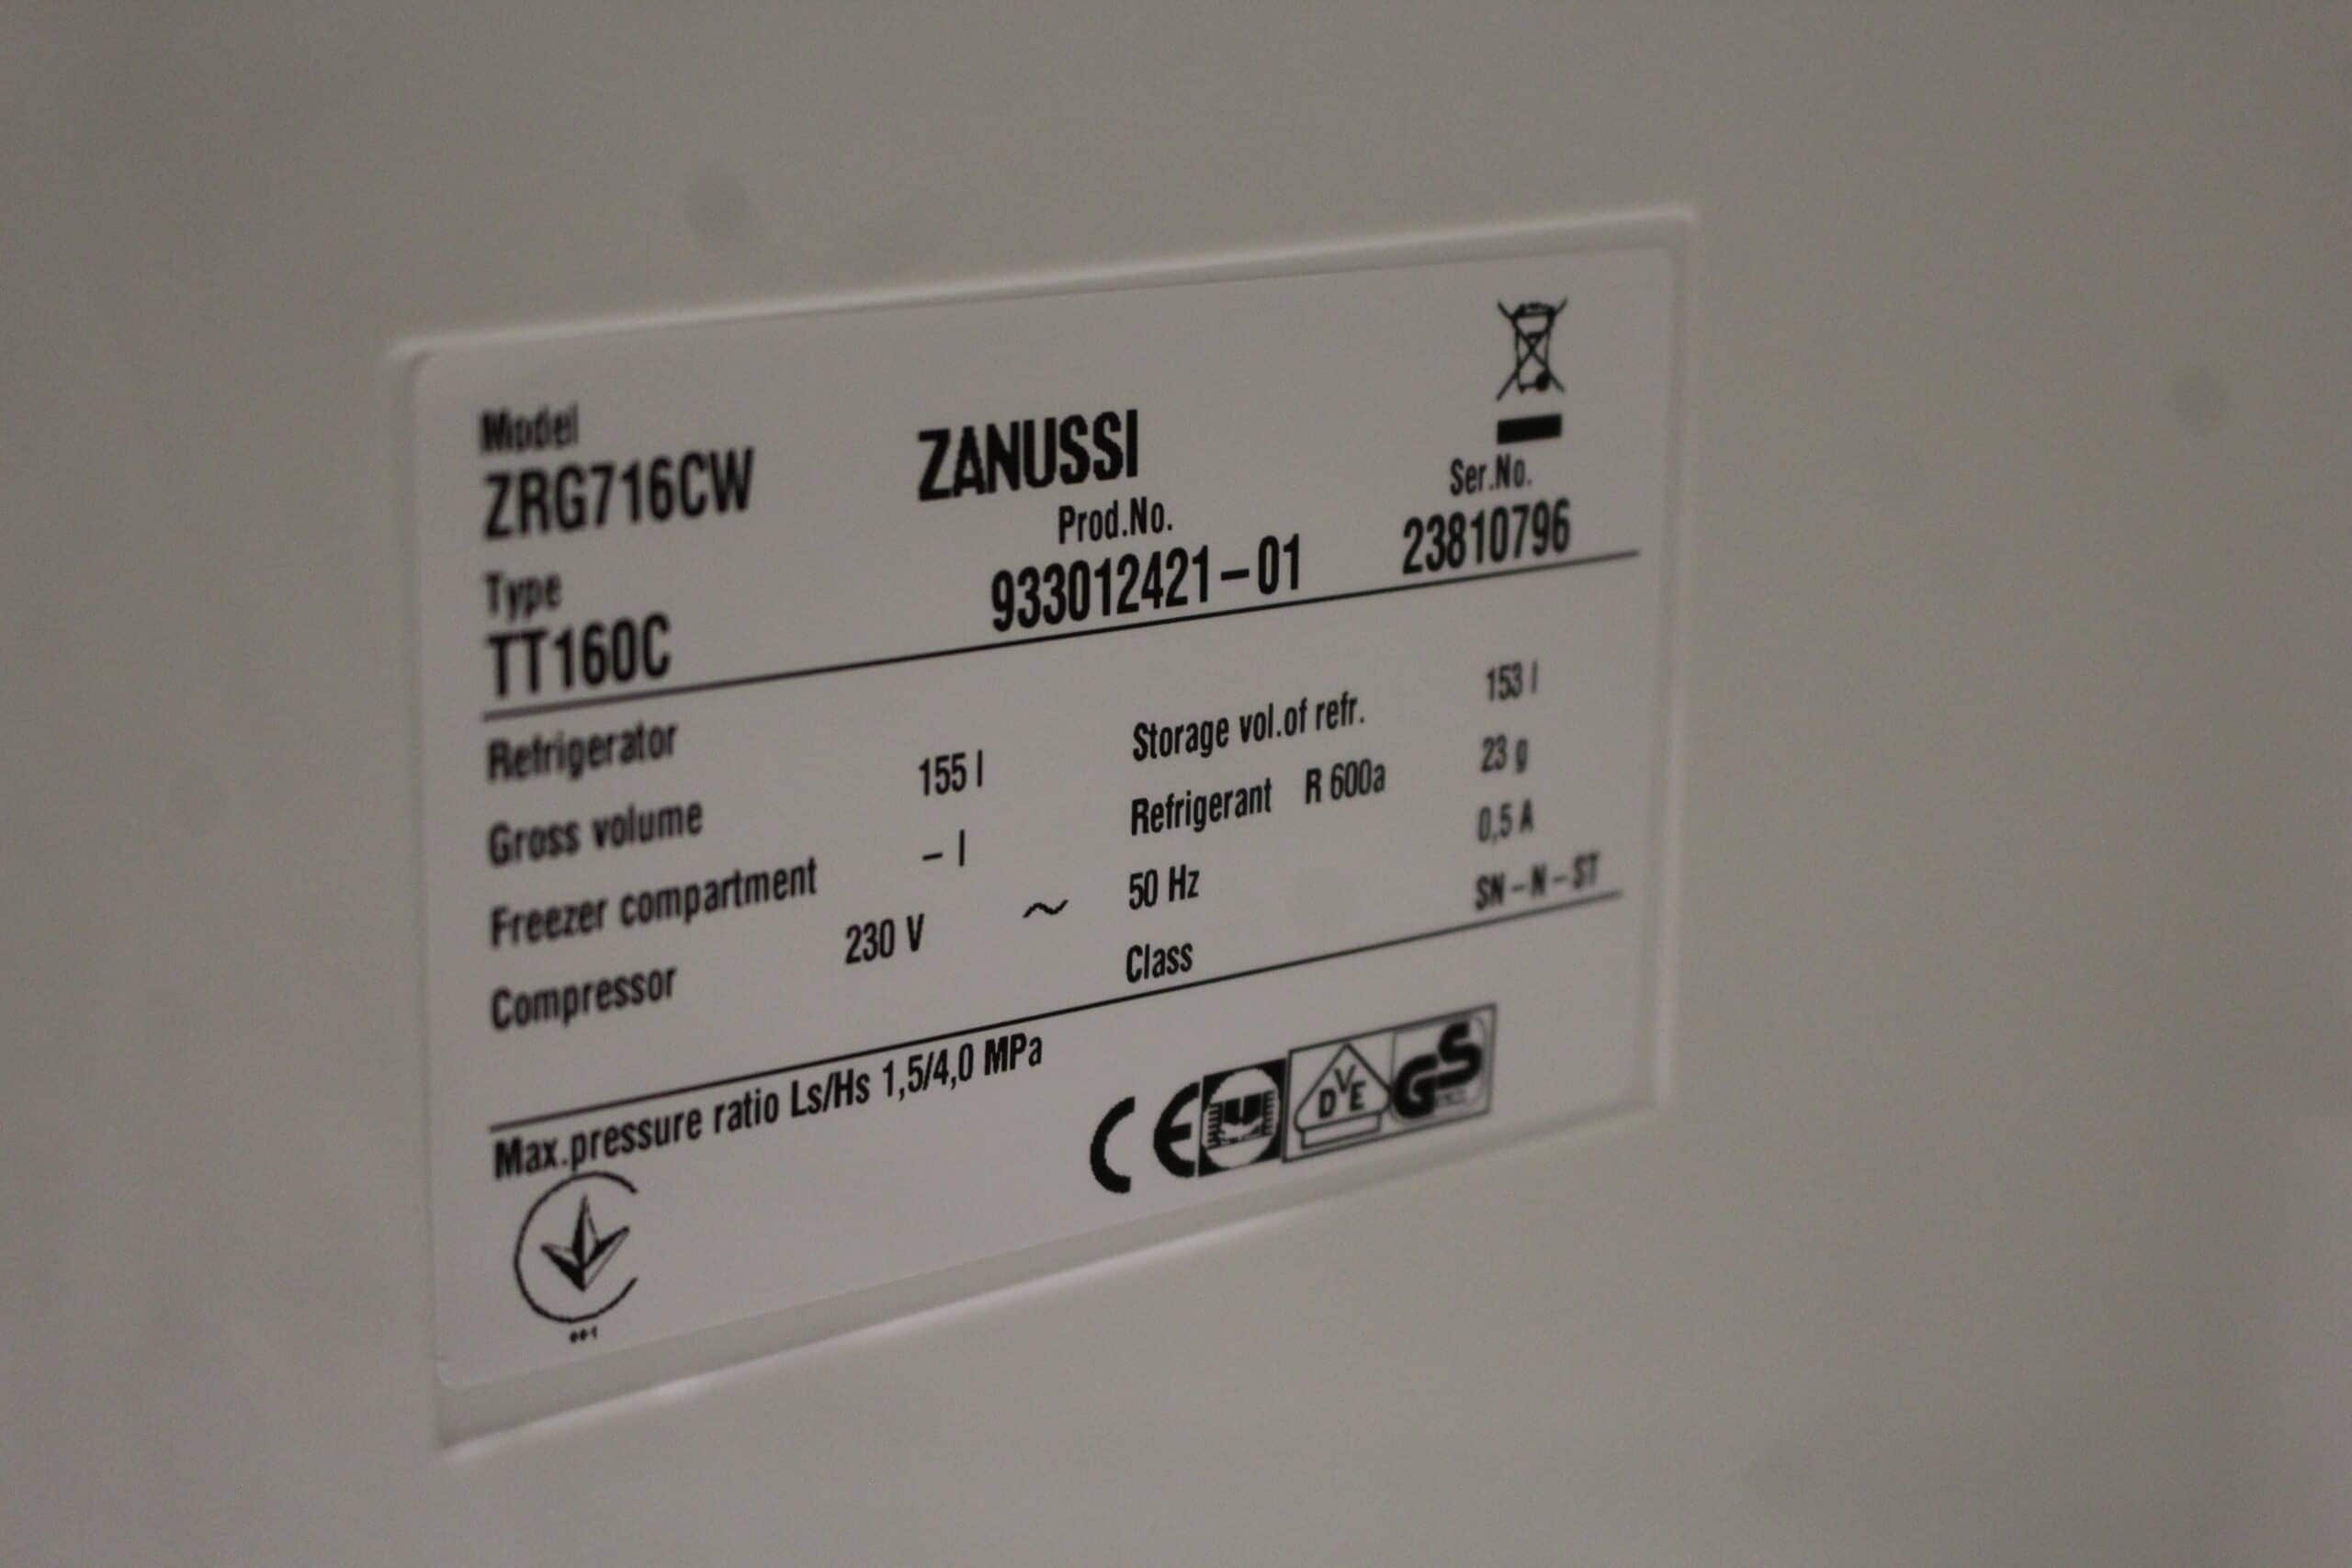 Model
ZRG716CW
ZANUSSI
Type
TT160C
Prod.No.
933012421-01
Ser.No.
23810796
Refrigerator
Gross volume 155 l
Freezer compartment - l
Compressor 230 V ~ 50 Hz 0,5 A
Storage vol.of refr. 153 l
Refrigerant R 600a 23 g
Class SN-N-ST
Max.pressure ratio Ls/Hs 1,5/4,0 MPa
CE
DVE
GS